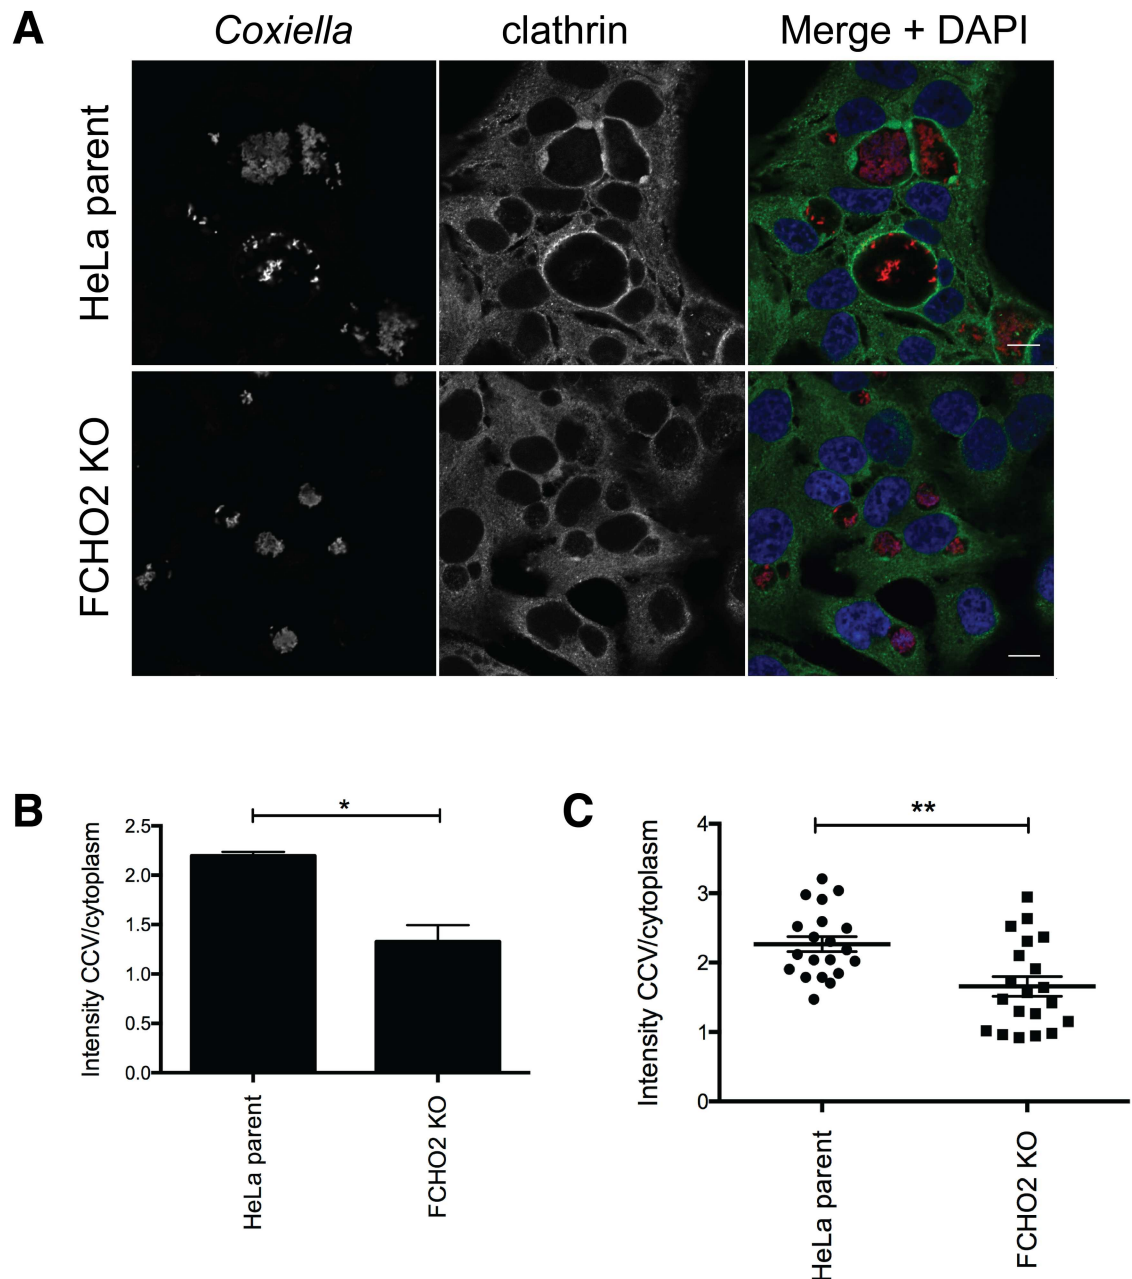 A
Coxiella clathrin Merge + DAPI
HeLa parent
FCHO2 KO
B
*
Intensity CCV/cytoplasm
2.5
2.0
1.5
1.0
0.5
0.0
HeLa parent
FCHO2 KO
C
**
Intensity CCV/cytoplasm
4
3
2
1
0
HeLa parent
FCHO2 KO